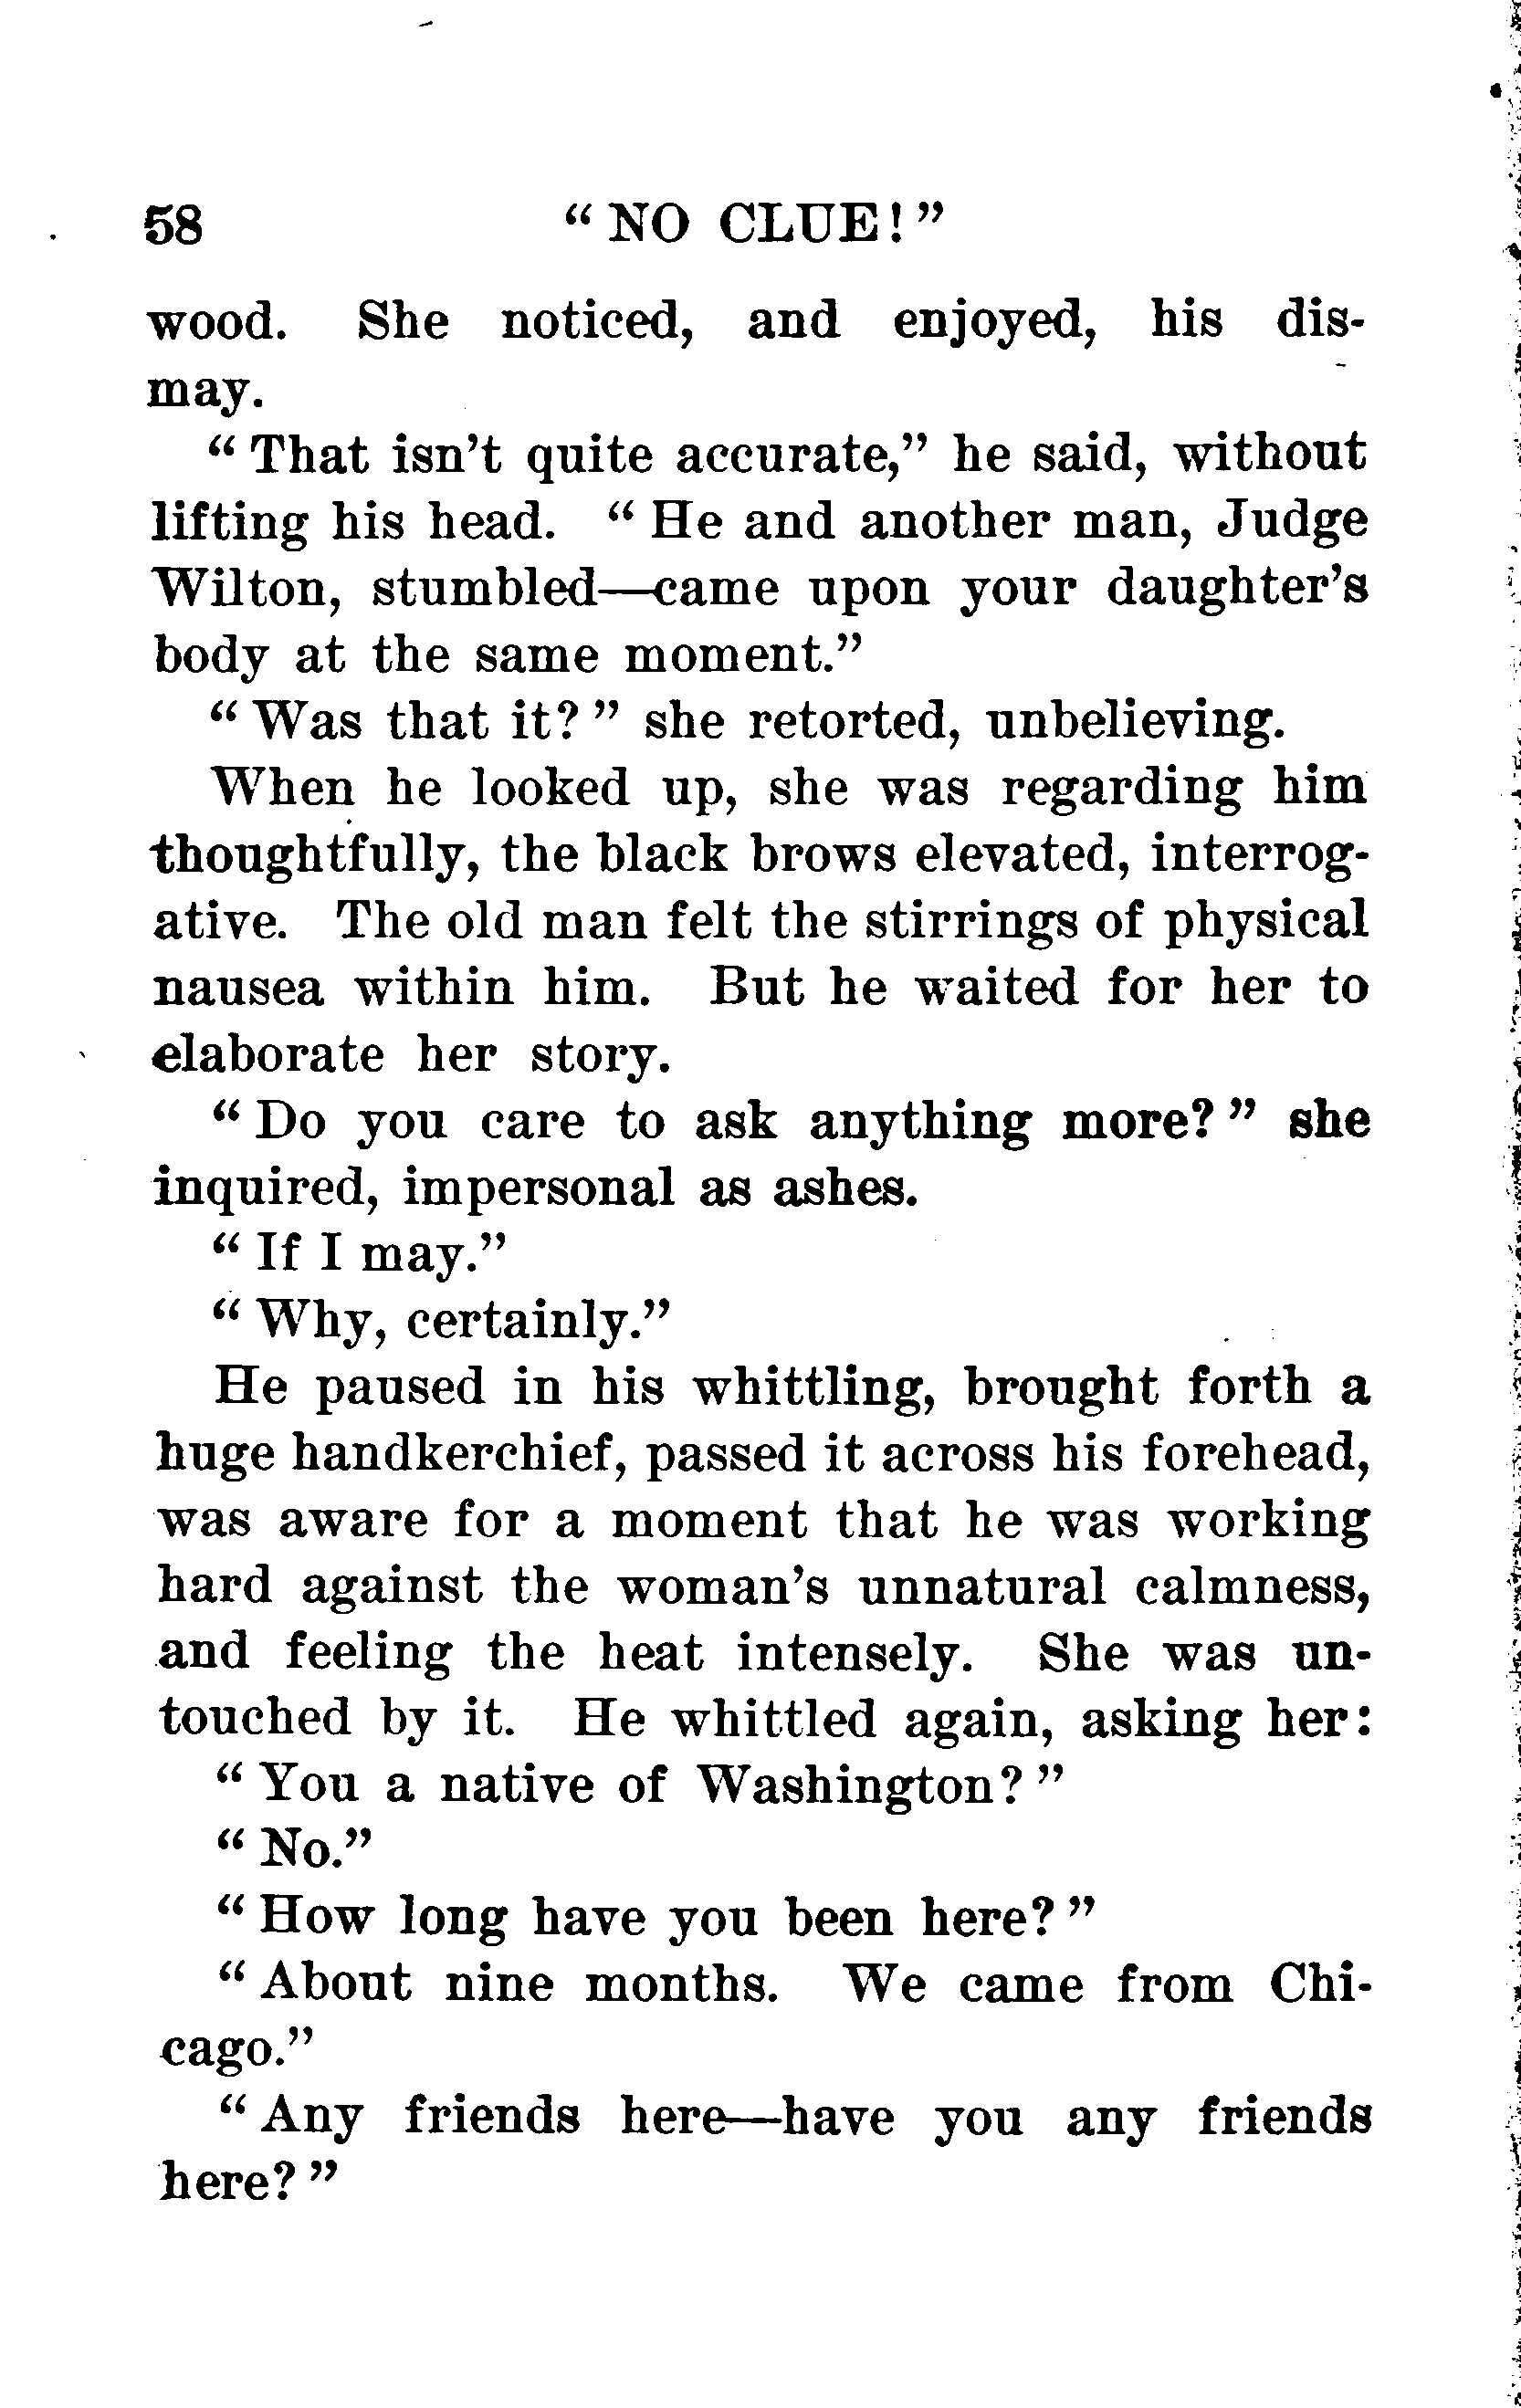 58 " NO CLUE! "
wood. She noticed, and enjoyed, his dis-
may.
" That isn't quite accurate," he said, without
lifting his head. " He and another man, Judge
Wilton, stumbled—came upon your daughter's
body at the same moment."
" Was that it? " she retorted, unbelieving.
When he looked up, she was regarding him
thoughtfully, the black brows elevated, interrog-
ative. The old man felt the stirrings of physical
nausea within him. But he waited for her to
elaborate her story.
" Do you care to ask anything more? " she
inquired, impersonal as ashes.
" If I may."
" Why, certainly."
He paused in his whittling, brought forth a
huge handkerchief, passed it across his forehead,
was aware for a moment that he was working
hard against the woman's unnatural calmness,
and feeling the heat intensely. She was un-
touched by it. He whittled again, asking her:
" You a native of Washington? "
" No."
" How long have you been here? "
" About nine months. We came from Chi-
cago."
" Any friends here—have you any friends
here? "